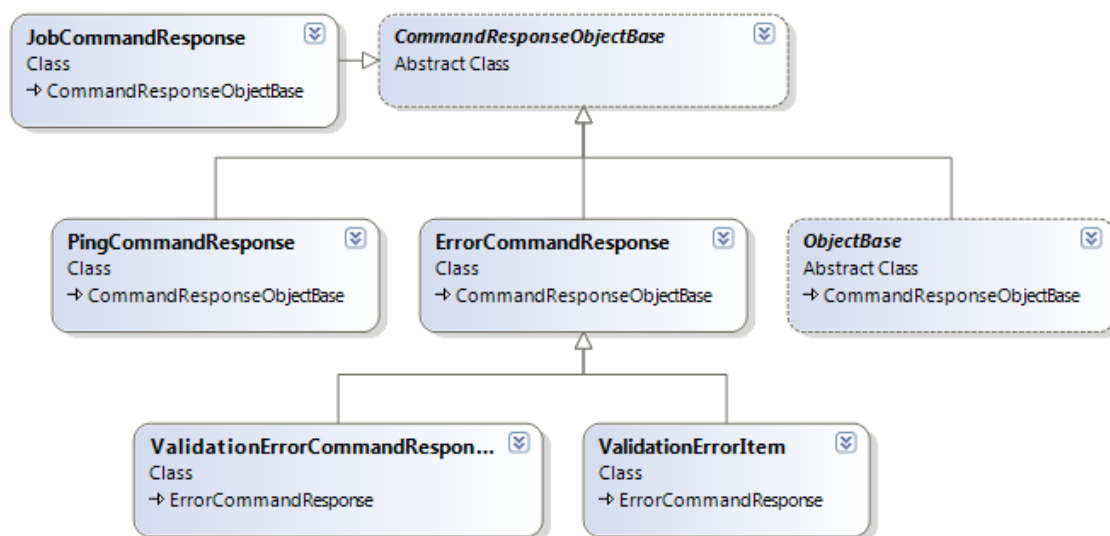 JobCommandResponse
Class
CommandResponseObjectBase
CommandResponseObjectBase
Abstract Class
PingCommandResponse
Class
CommandResponseObjectBase
ErrorCommandResponse
Class
CommandResponseObjectBase
ObjectBase
Abstract Class
CommandResponseObjectBase
ValidationErrorCommandRespon...
Class
ErrorCommandResponse
ValidationErrorItem
Class
ErrorCommandResponse